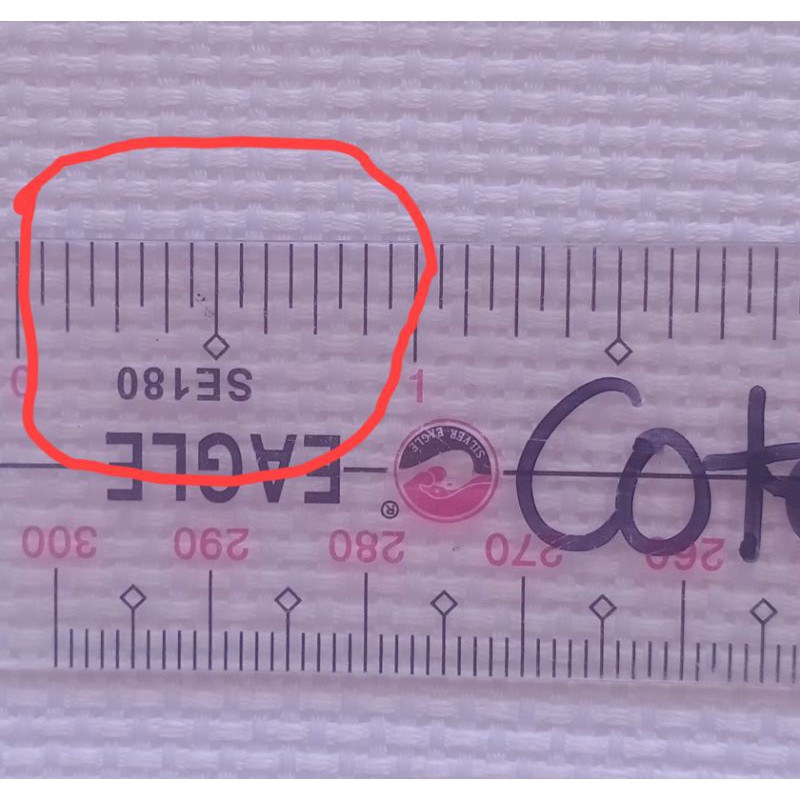 0 1
SE180
EAGLE
SILVER EAGLE
®
Cot
300 290 280 270 260